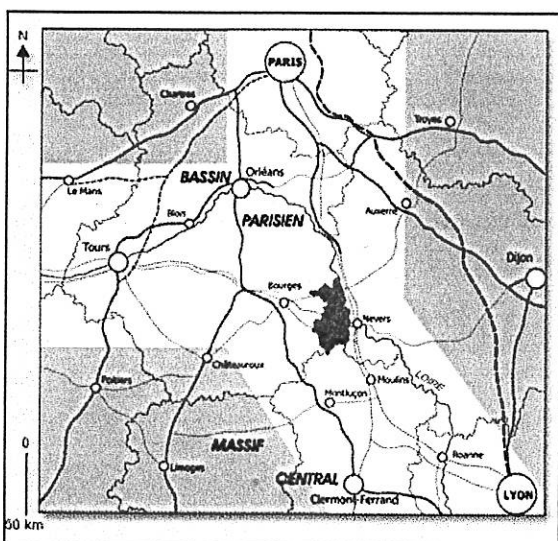 N
PARIS
Chartres
Troyes
Le Mans
BASSIN
Orléans
Blois
PARISIEN
Auxerre
Tours
Dijon
Bourges
Nevers
Châteauroux
LOIRE
Poitiers
Moulins
Montluçon
MASSIF
Limoges
Roanne
CENTRAL
Clermont-Ferrand
LYON
0
50 km